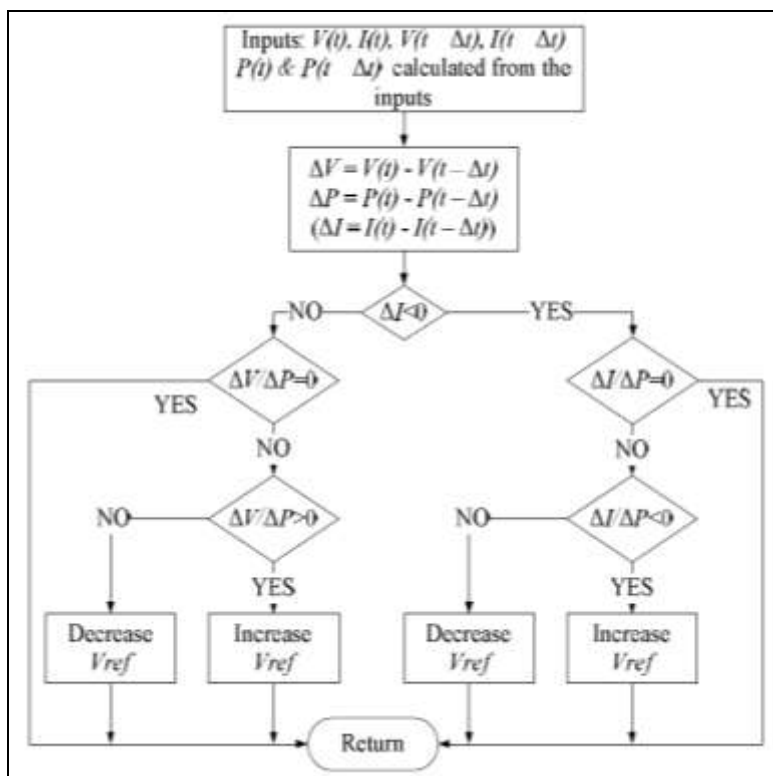 Inputs: V(t), I(t), V(t Δt), I(t Δt)
P(t) & P(t Δt) calculated from the
inputs
ΔV = V(t) - V(t – Δt)
ΔP = P(t) - P(t – Δt)
(ΔI = I(t) - I(t – Δt))
NO
ΔI<0
YES
ΔV/ΔP=0
ΔI/ΔP=0
YES
YES
NO
NO
NO
ΔV/ΔP>0
NO
ΔI/ΔP<0
YES
YES
Decrease
Vref
Increase
Vref
Decrease
Vref
Increase
Vref
Return